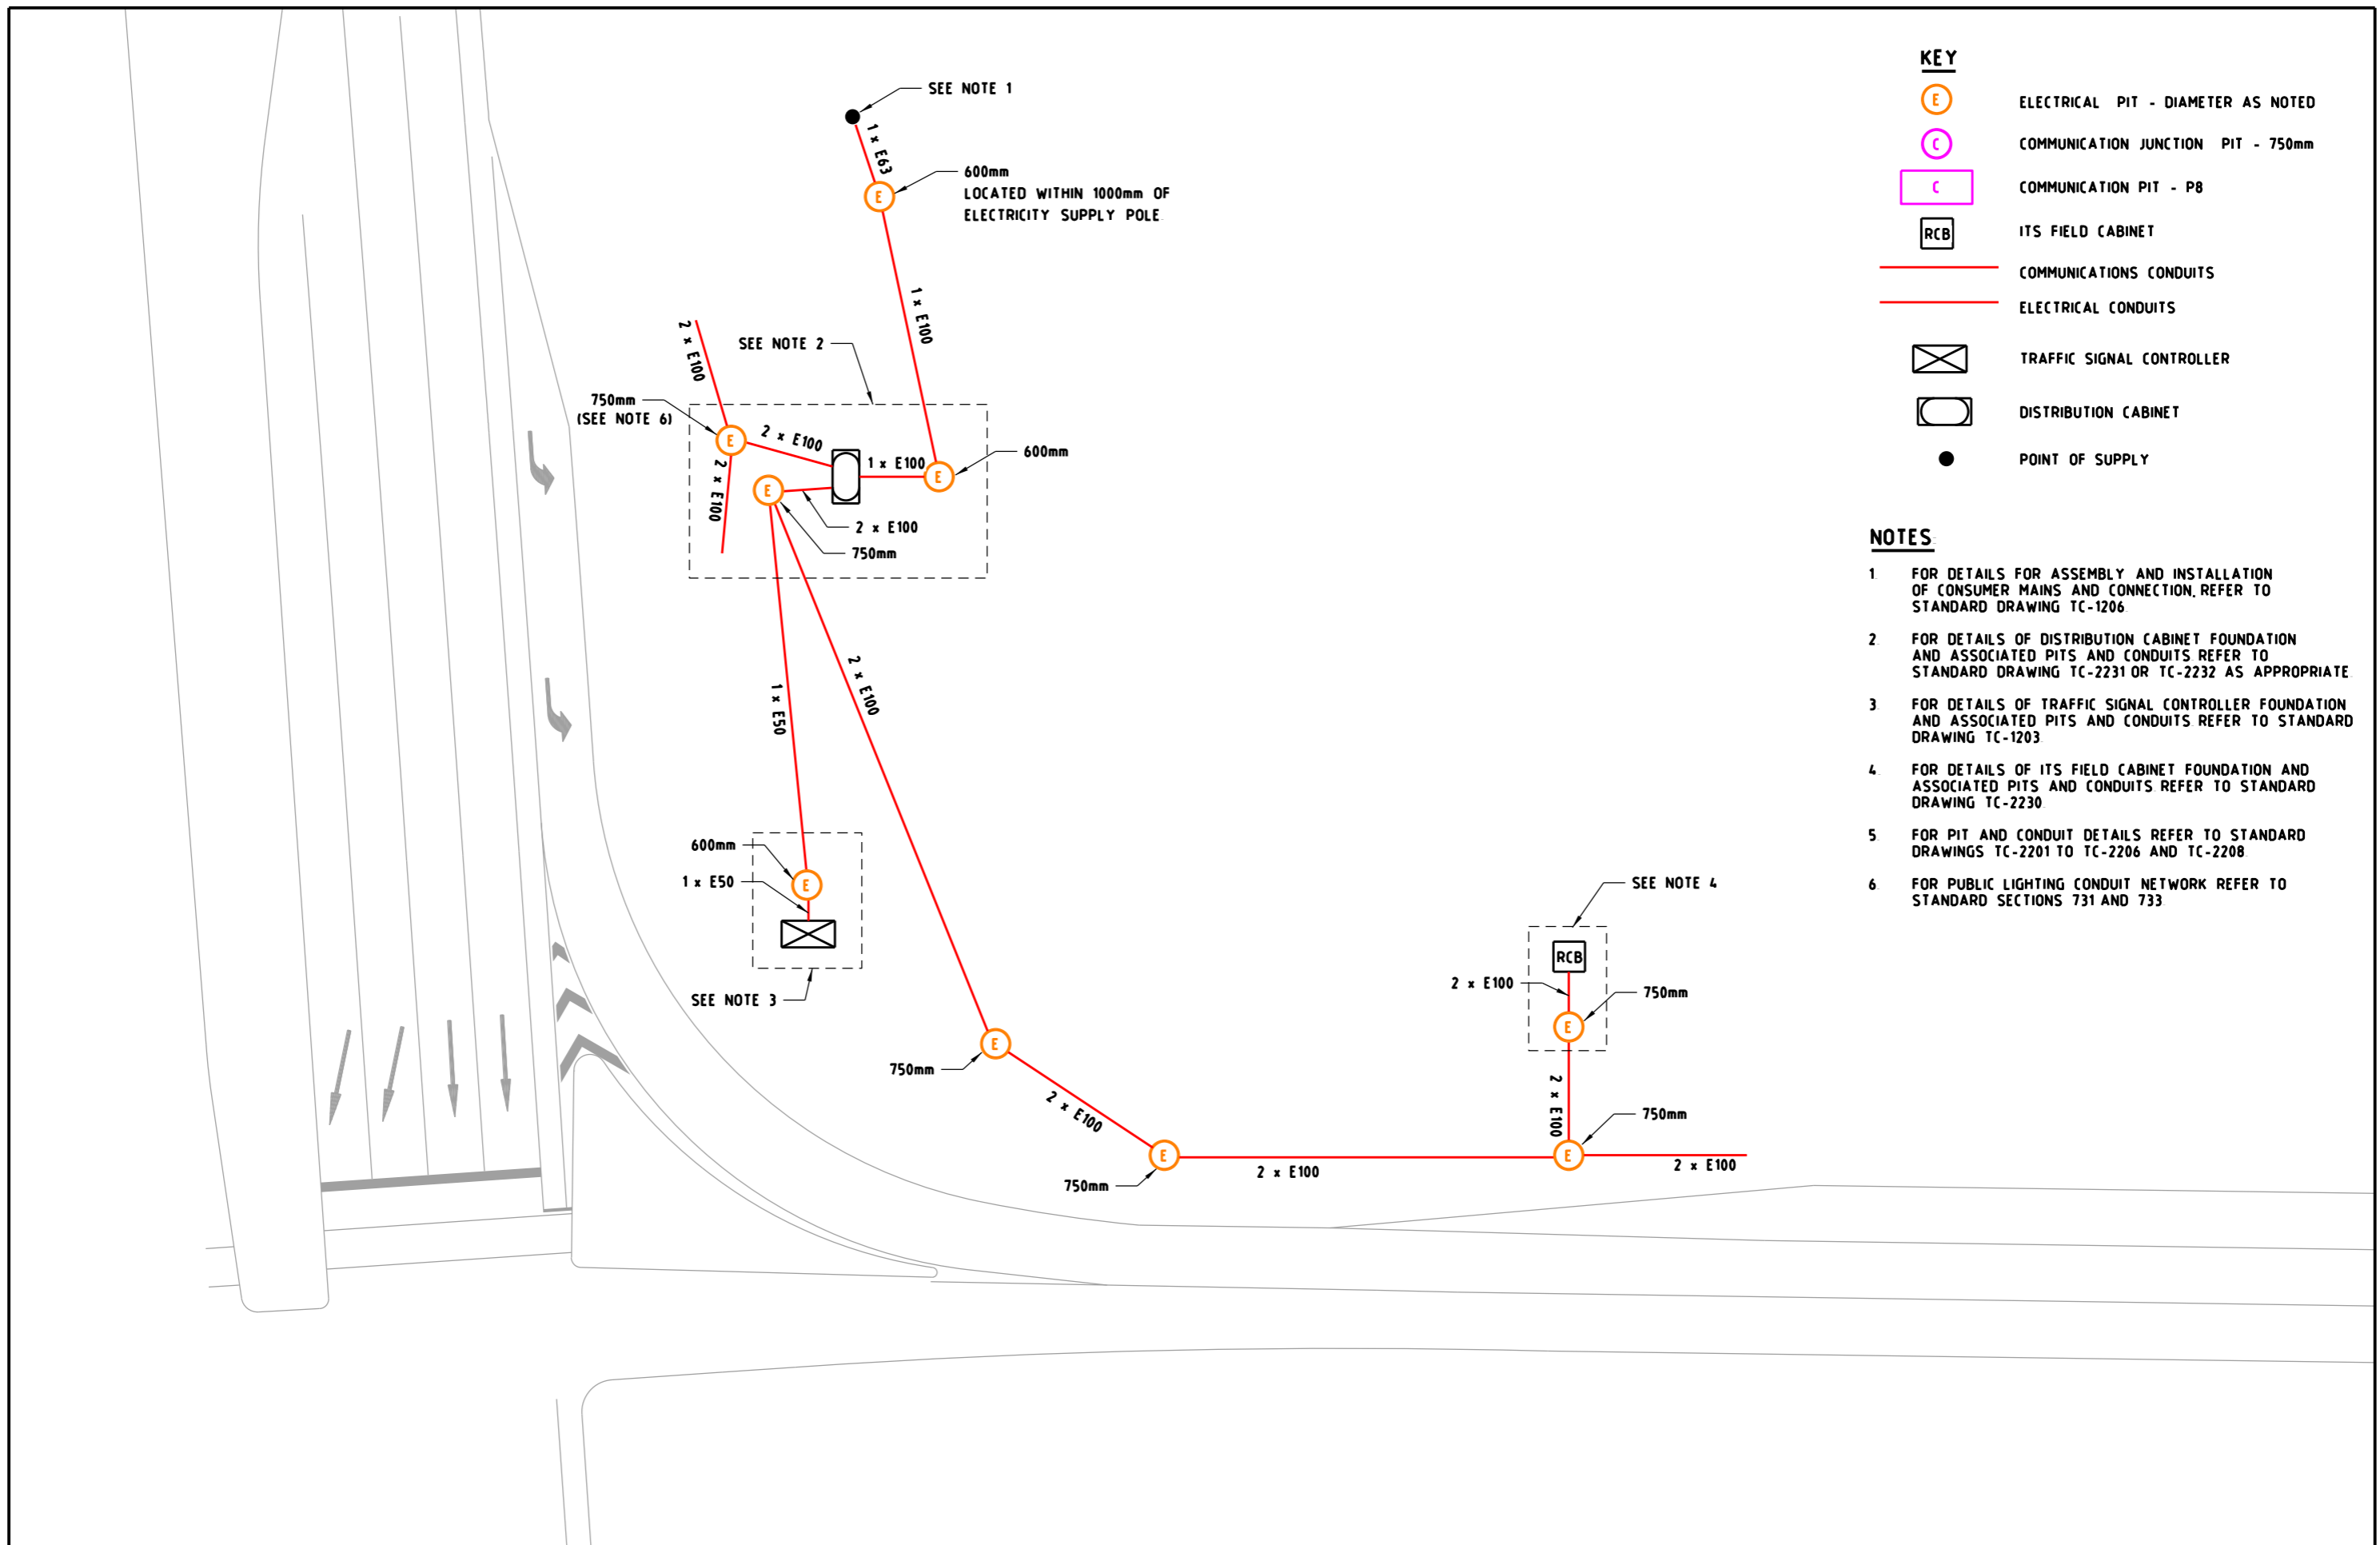 KEY
E
ELECTRICAL PIT - DIAMETER AS NOTED
C
COMMUNICATION JUNCTION PIT - 750mm
C
COMMUNICATION PIT - P8
RCB
ITS FIELD CABINET
COMMUNICATIONS CONDUITS
ELECTRICAL CONDUITS
TRAFFIC SIGNAL CONTROLLER
DISTRIBUTION CABINET
POINT OF SUPPLY
NOTES
1. FOR DETAILS FOR ASSEMBLY AND INSTALLATION
OF CONSUMER MAINS AND CONNECTION, REFER TO
STANDARD DRAWING TC-1206.
2. FOR DETAILS OF DISTRIBUTION CABINET FOUNDATION
AND ASSOCIATED PITS AND CONDUITS REFER TO
STANDARD DRAWING TC-2231 OR TC-2232 AS APPROPRIATE.
3. FOR DETAILS OF TRAFFIC SIGNAL CONTROLLER FOUNDATION
AND ASSOCIATED PITS AND CONDUITS REFER TO STANDARD
DRAWING TC-1203.
4. FOR DETAILS OF ITS FIELD CABINET FOUNDATION AND
ASSOCIATED PITS AND CONDUITS REFER TO STANDARD
DRAWING TC-2230.
5. FOR PIT AND CONDUIT DETAILS REFER TO STANDARD
DRAWINGS TC-2201 TO TC-2206 AND TC-2208.
6. FOR PUBLIC LIGHTING CONDUIT NETWORK REFER TO
STANDARD SECTIONS 731 AND 733
SEE NOTE 1
1 x E63
E
600mm
LOCATED WITHIN 1000mm OF
ELECTRICITY SUPPLY POLE.
1 x E100
2 x E100
SEE NOTE 2
750mm
(SEE NOTE 6)
E
2 x E100
1 x E100
E
600mm
2 x E100
E
2 x E100
750mm
1 x E50
2 x E100
600mm
E
1 x E50
SEE NOTE 3
E
750mm
2 x E100
E
750mm
2 x E100
SEE NOTE 4
RCB
2 x E100
750mm
E
2 x E100
750mm
E
2 x E100